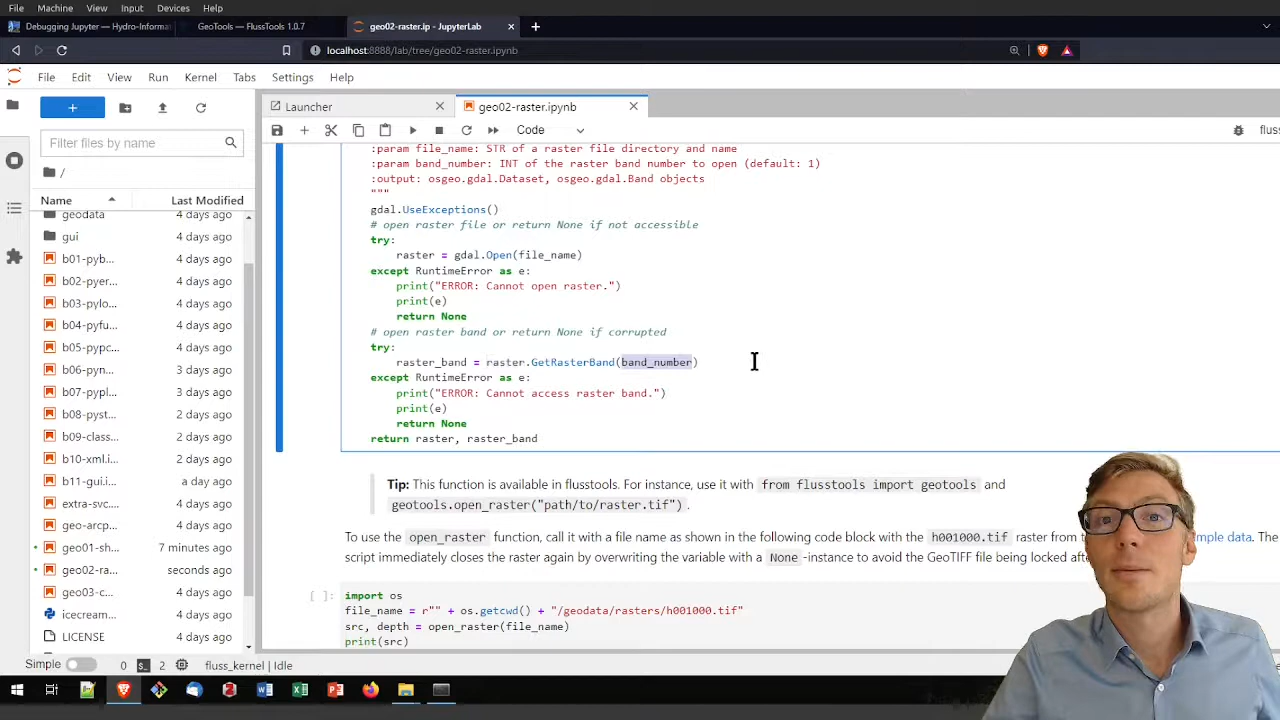 File Machine View Input Devices Help
Debugging Jupyter — Hydro-Informa
GeoTools — FlussTools 1.0.7
geo02-raster.ip - JupyterLab
localhost:8888/lab/tree/geo02-raster.ipynb
File Edit View Run Kernel Tabs Settings Help
Launcher
geo02-raster.ipynb
Code
fluss
Filter files by name
/
Name Last Modified
geodata 4 days ago
gui 4 days ago
b01-pyb... 4 days ago
b02-pyer... 4 days ago
b03-pylo... 4 days ago
b04-pyfu... 4 days ago
b05-pypc... 4 days ago
b06-pyn... 4 days ago
b07-pypl... 4 days ago
b08-pyst... 2 days ago
b09-class... 2 days ago
b10-xml.i... 2 days ago
b11-gui.i... a day ago
extra-svc... 4 days ago
geo-arcp... 4 days ago
geo01-sh... 7 minutes ago
geo02-ra... seconds ago
geo03-c... 4 days ago
icecream... 4 days ago
LICENSE 4 days ago
:param file_name: STR of a raster file directory and name
:param band_number: INT of the raster band number to open (default: 1)
:output: osgeo.gdal.Dataset, osgeo.gdal.Band objects
"""
gdal.UseExceptions()
# open raster file or return None if not accessible
try:
raster = gdal.Open(file_name)
except RuntimeError as e:
print("ERROR: Cannot open raster.")
print(e)
return None
# open raster band or return None if corrupted
try:
raster_band = raster.GetRasterBand(band_number)
except RuntimeError as e:
print("ERROR: Cannot access raster band.")
print(e)
return None
return raster, raster_band
Tip: This function is available in flusstools. For instance, use it with from flusstools import geotools and
geotools.open_raster("path/to/raster.tif").
To use the open_raster function, call it with a file name as shown in the following code block with the h001000.tif raster from mple data. The
script immediately closes the raster again by overwriting the variable with a None-instance to avoid the GeoTIFF file being locked
[ ]:
import os
file_name = r"" + os.getcwd() + "/geodata/rasters/h001000.tif"
src, depth = open_raster(file_name)
print(src)
Simple 0 2 fluss_kernel | Idle